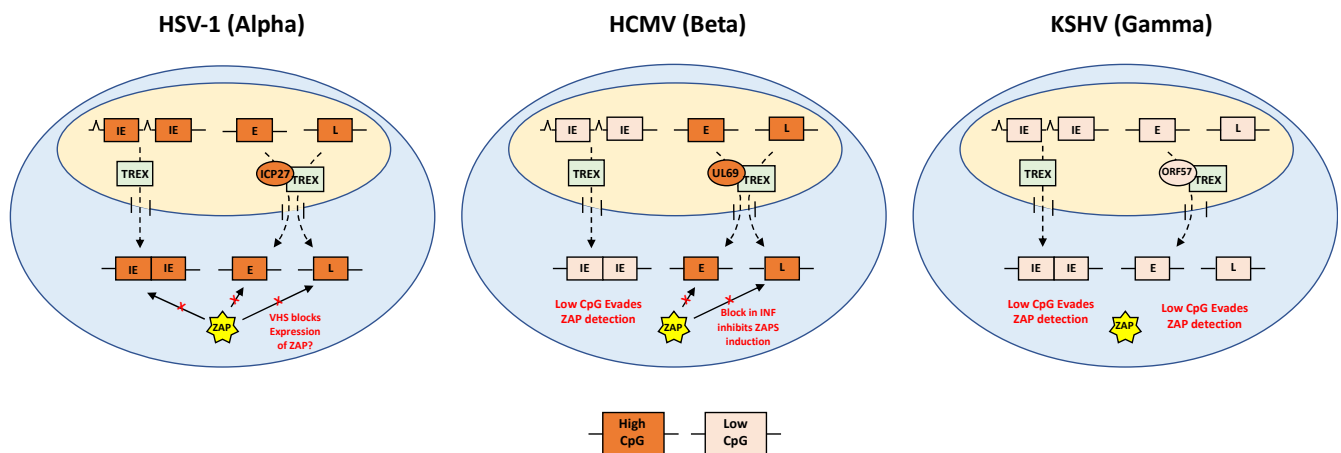 HSV-1 (Alpha)
IE
IE
E
L
TREX
ICP27
TREX
IE
IE
E
L
ZAP
VHS blocks
Expression
of ZAP?
HCMV (Beta)
IE
IE
E
L
TREX
UL69
TREX
IE
IE
E
L
Low CpG Evades
ZAP detection
ZAP
Block in INF
inhibits ZAPS
induction
KSHV (Gamma)
IE
IE
E
L
TREX
ORF57
TREX
IE
IE
E
L
Low CpG Evades
ZAP detection
ZAP
Low CpG Evades
ZAP detection
High
CpG
Low
CpG